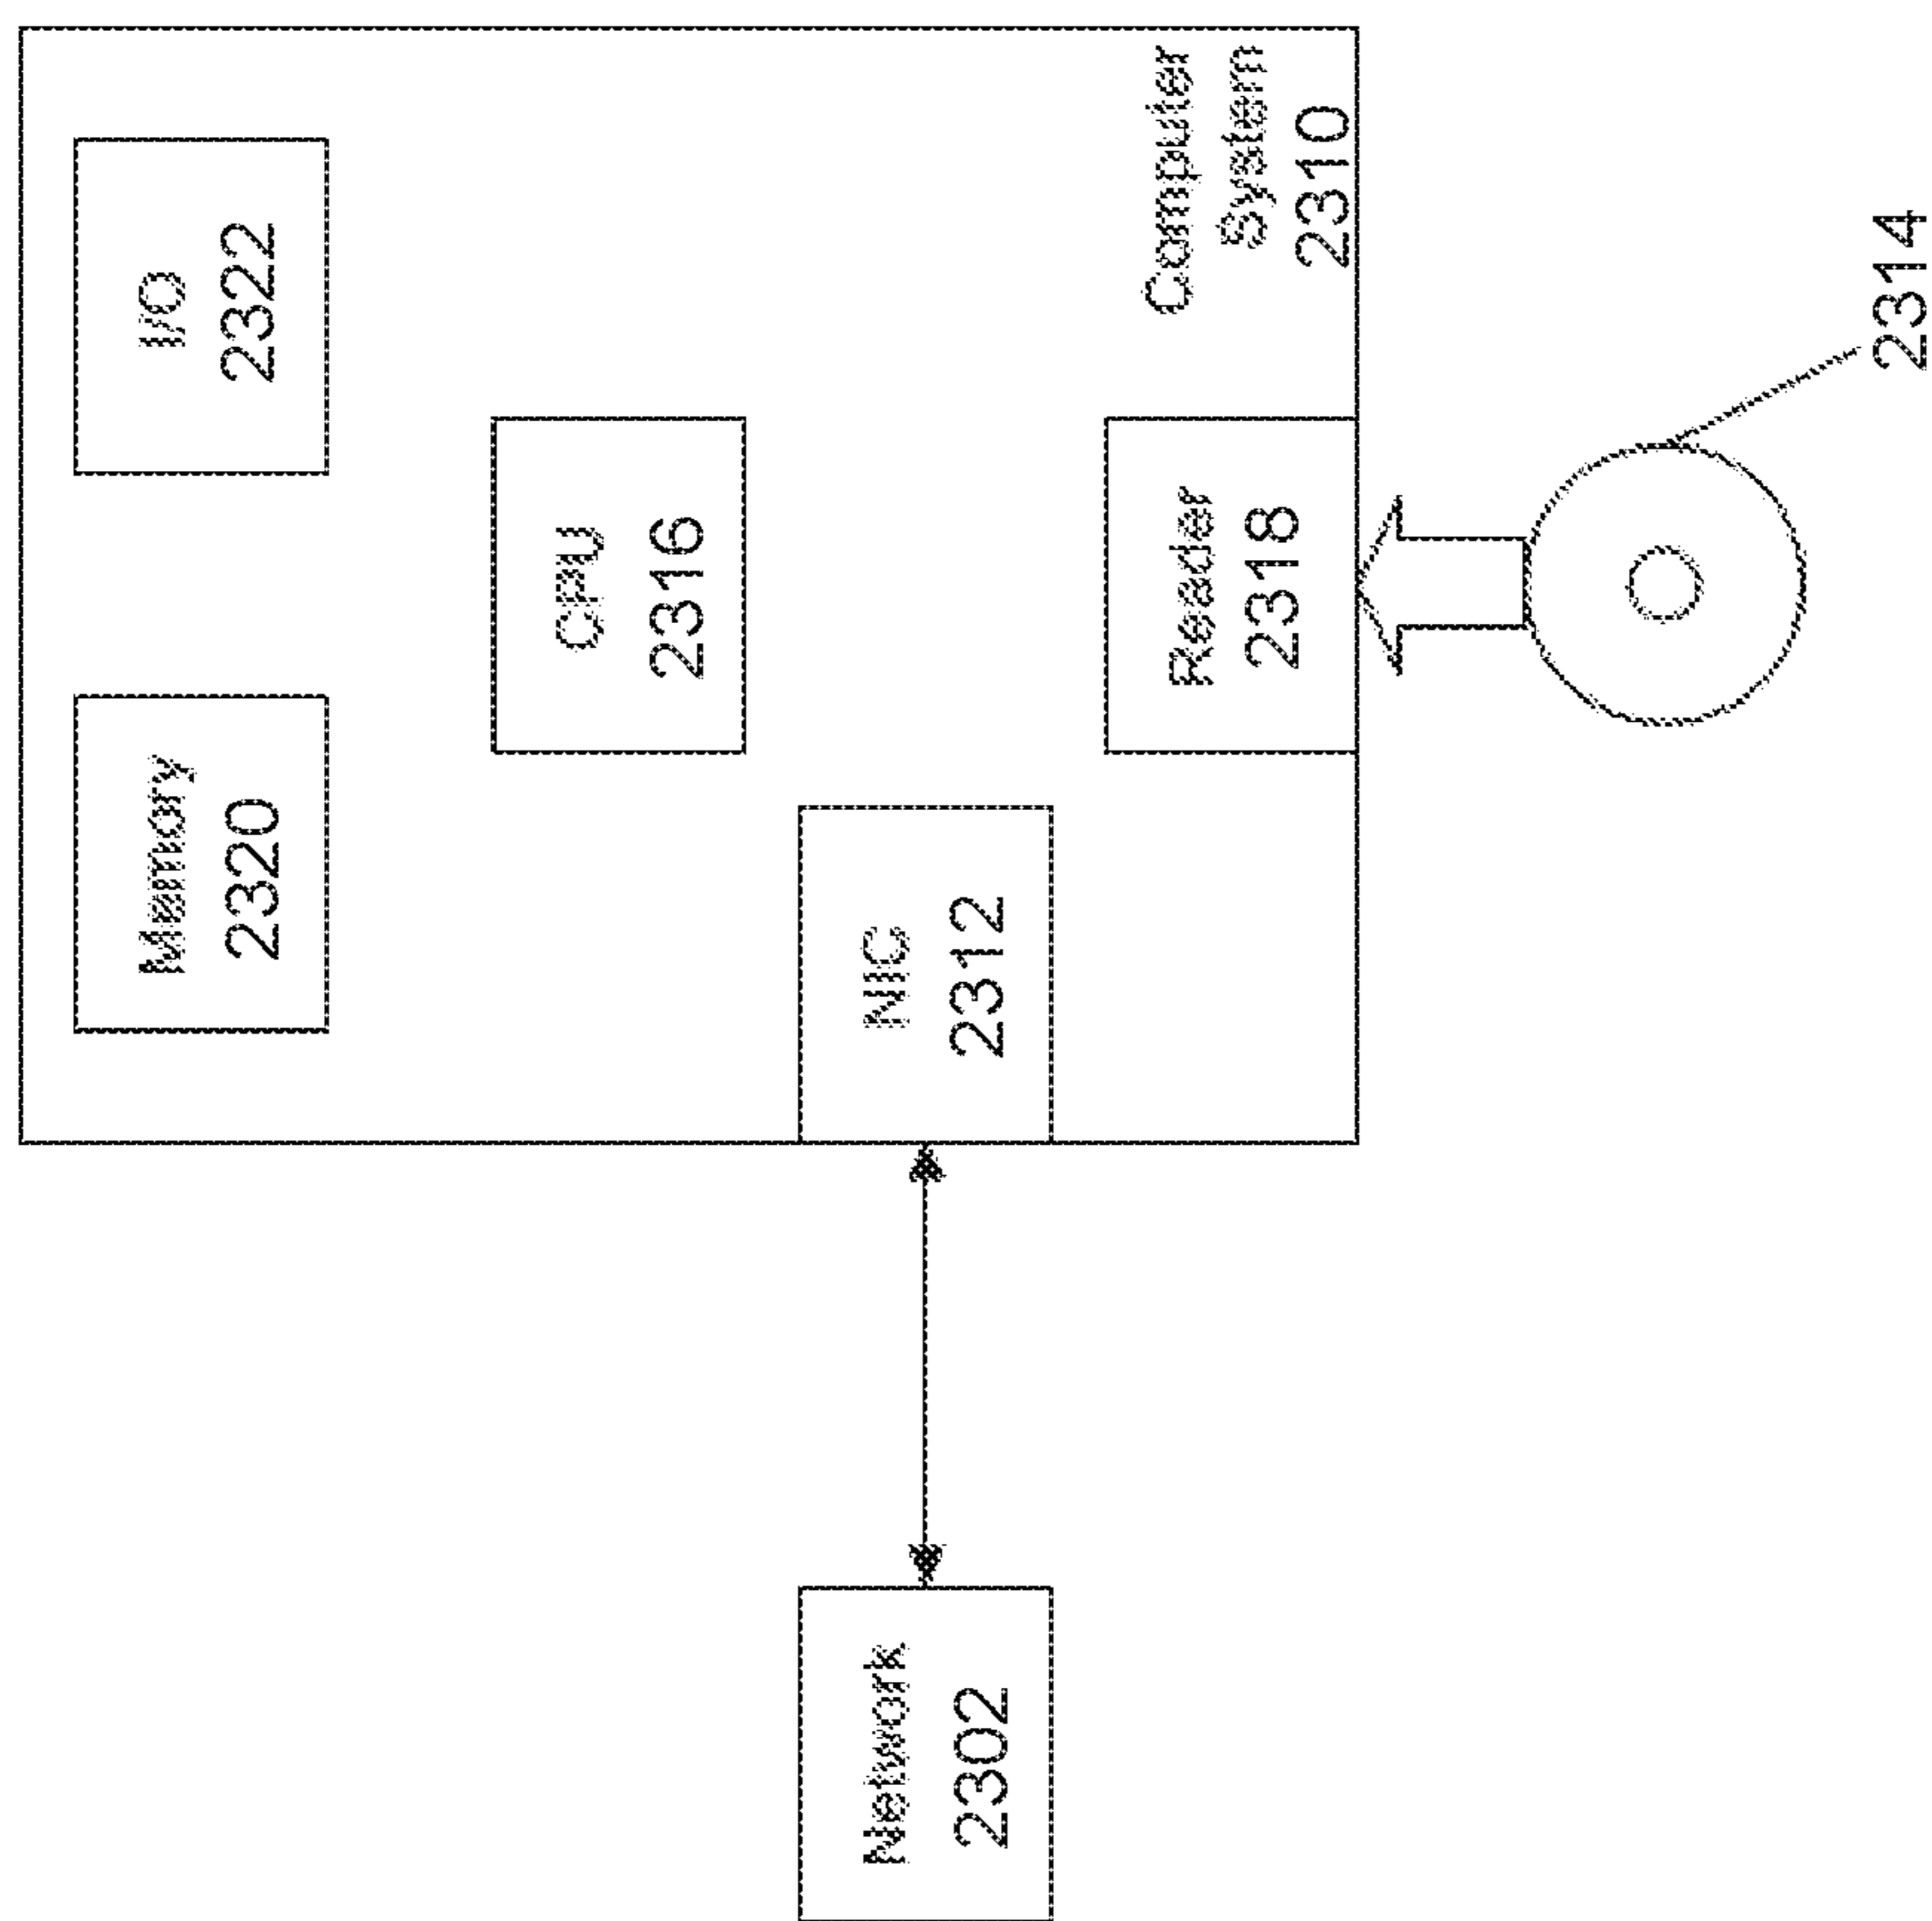 Memory
2320
I/O
2322
CPU
2316
Network
2302
NIC
2312
Reader
2318
Computer
System
2310
2314